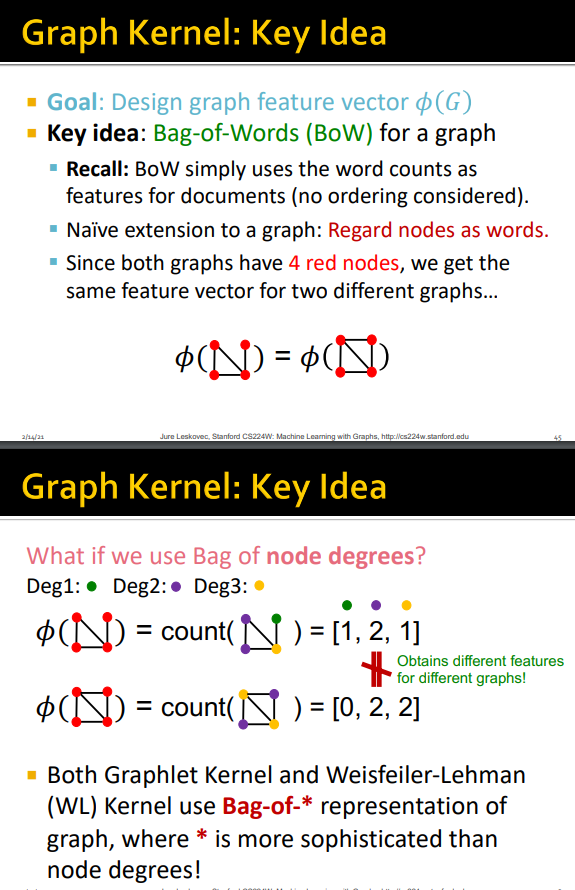 Graph Kernel: Key Idea
Goal: Design graph feature vector ϕ(G)
Key idea: Bag-of-Words (BoW) for a graph
Recall: BoW simply uses the word counts as
features for documents (no ordering considered).
Naïve extension to a graph: Regard nodes as words.
Since both graphs have 4 red nodes, we get the
same feature vector for two different graphs…
ϕ( ) = ϕ( )
2/14/21 Jure Leskovec, Stanford CS224W: Machine Learning with Graphs, http://cs224w.stanford.edu 45
Graph Kernel: Key Idea
What if we use Bag of node degrees?
Deg1: Deg2: Deg3:
ϕ( ) = count( ) = [1, 2, 1]
Obtains different features
for different graphs!
ϕ( ) = count( ) = [0, 2, 2]
Both Graphlet Kernel and Weisfeiler-Lehman
(WL) Kernel use Bag-of-* representation of
graph, where * is more sophisticated than
node degrees!